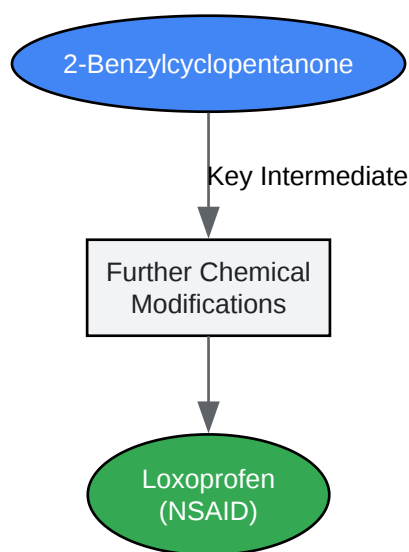 2-Benzylcyclopentanone
Key Intermediate
Further Chemical
Modifications
Loxoprofen
(NSAID)